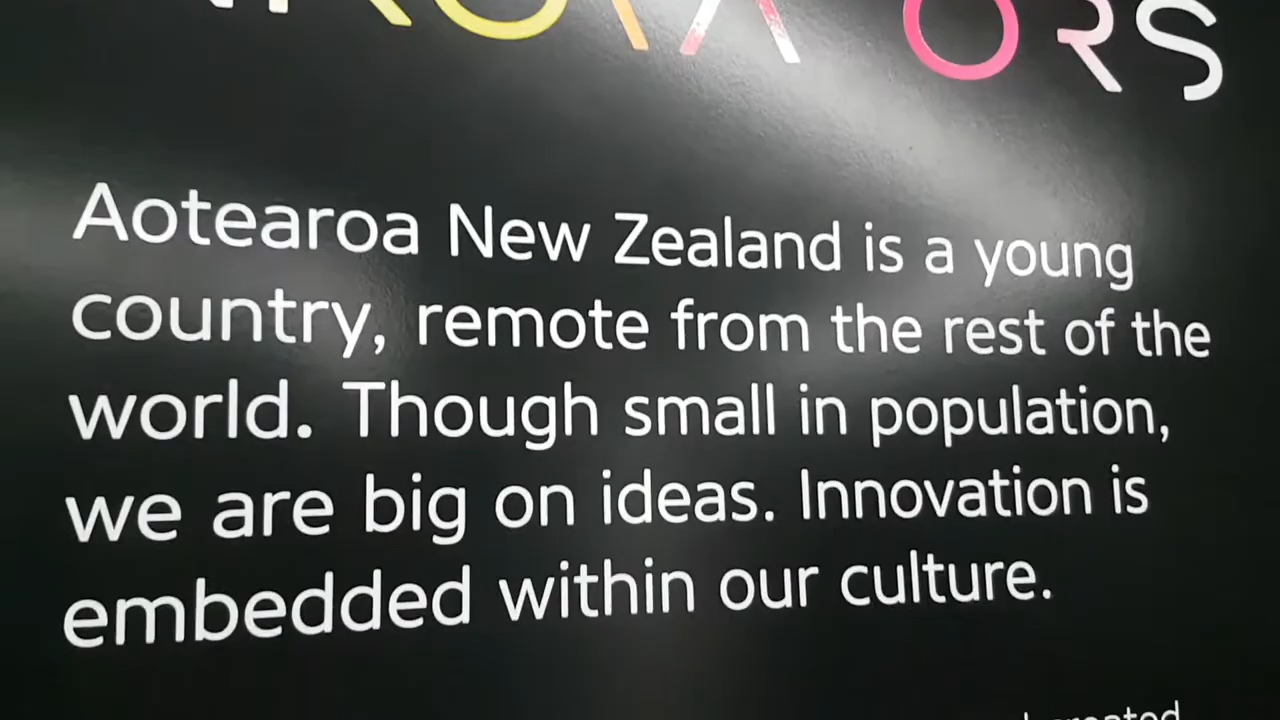 Aotearoa New Zealand is a young
country, remote from the rest of the
world. Though small in population,
we are big on ideas. Innovation is
embedded within our culture.